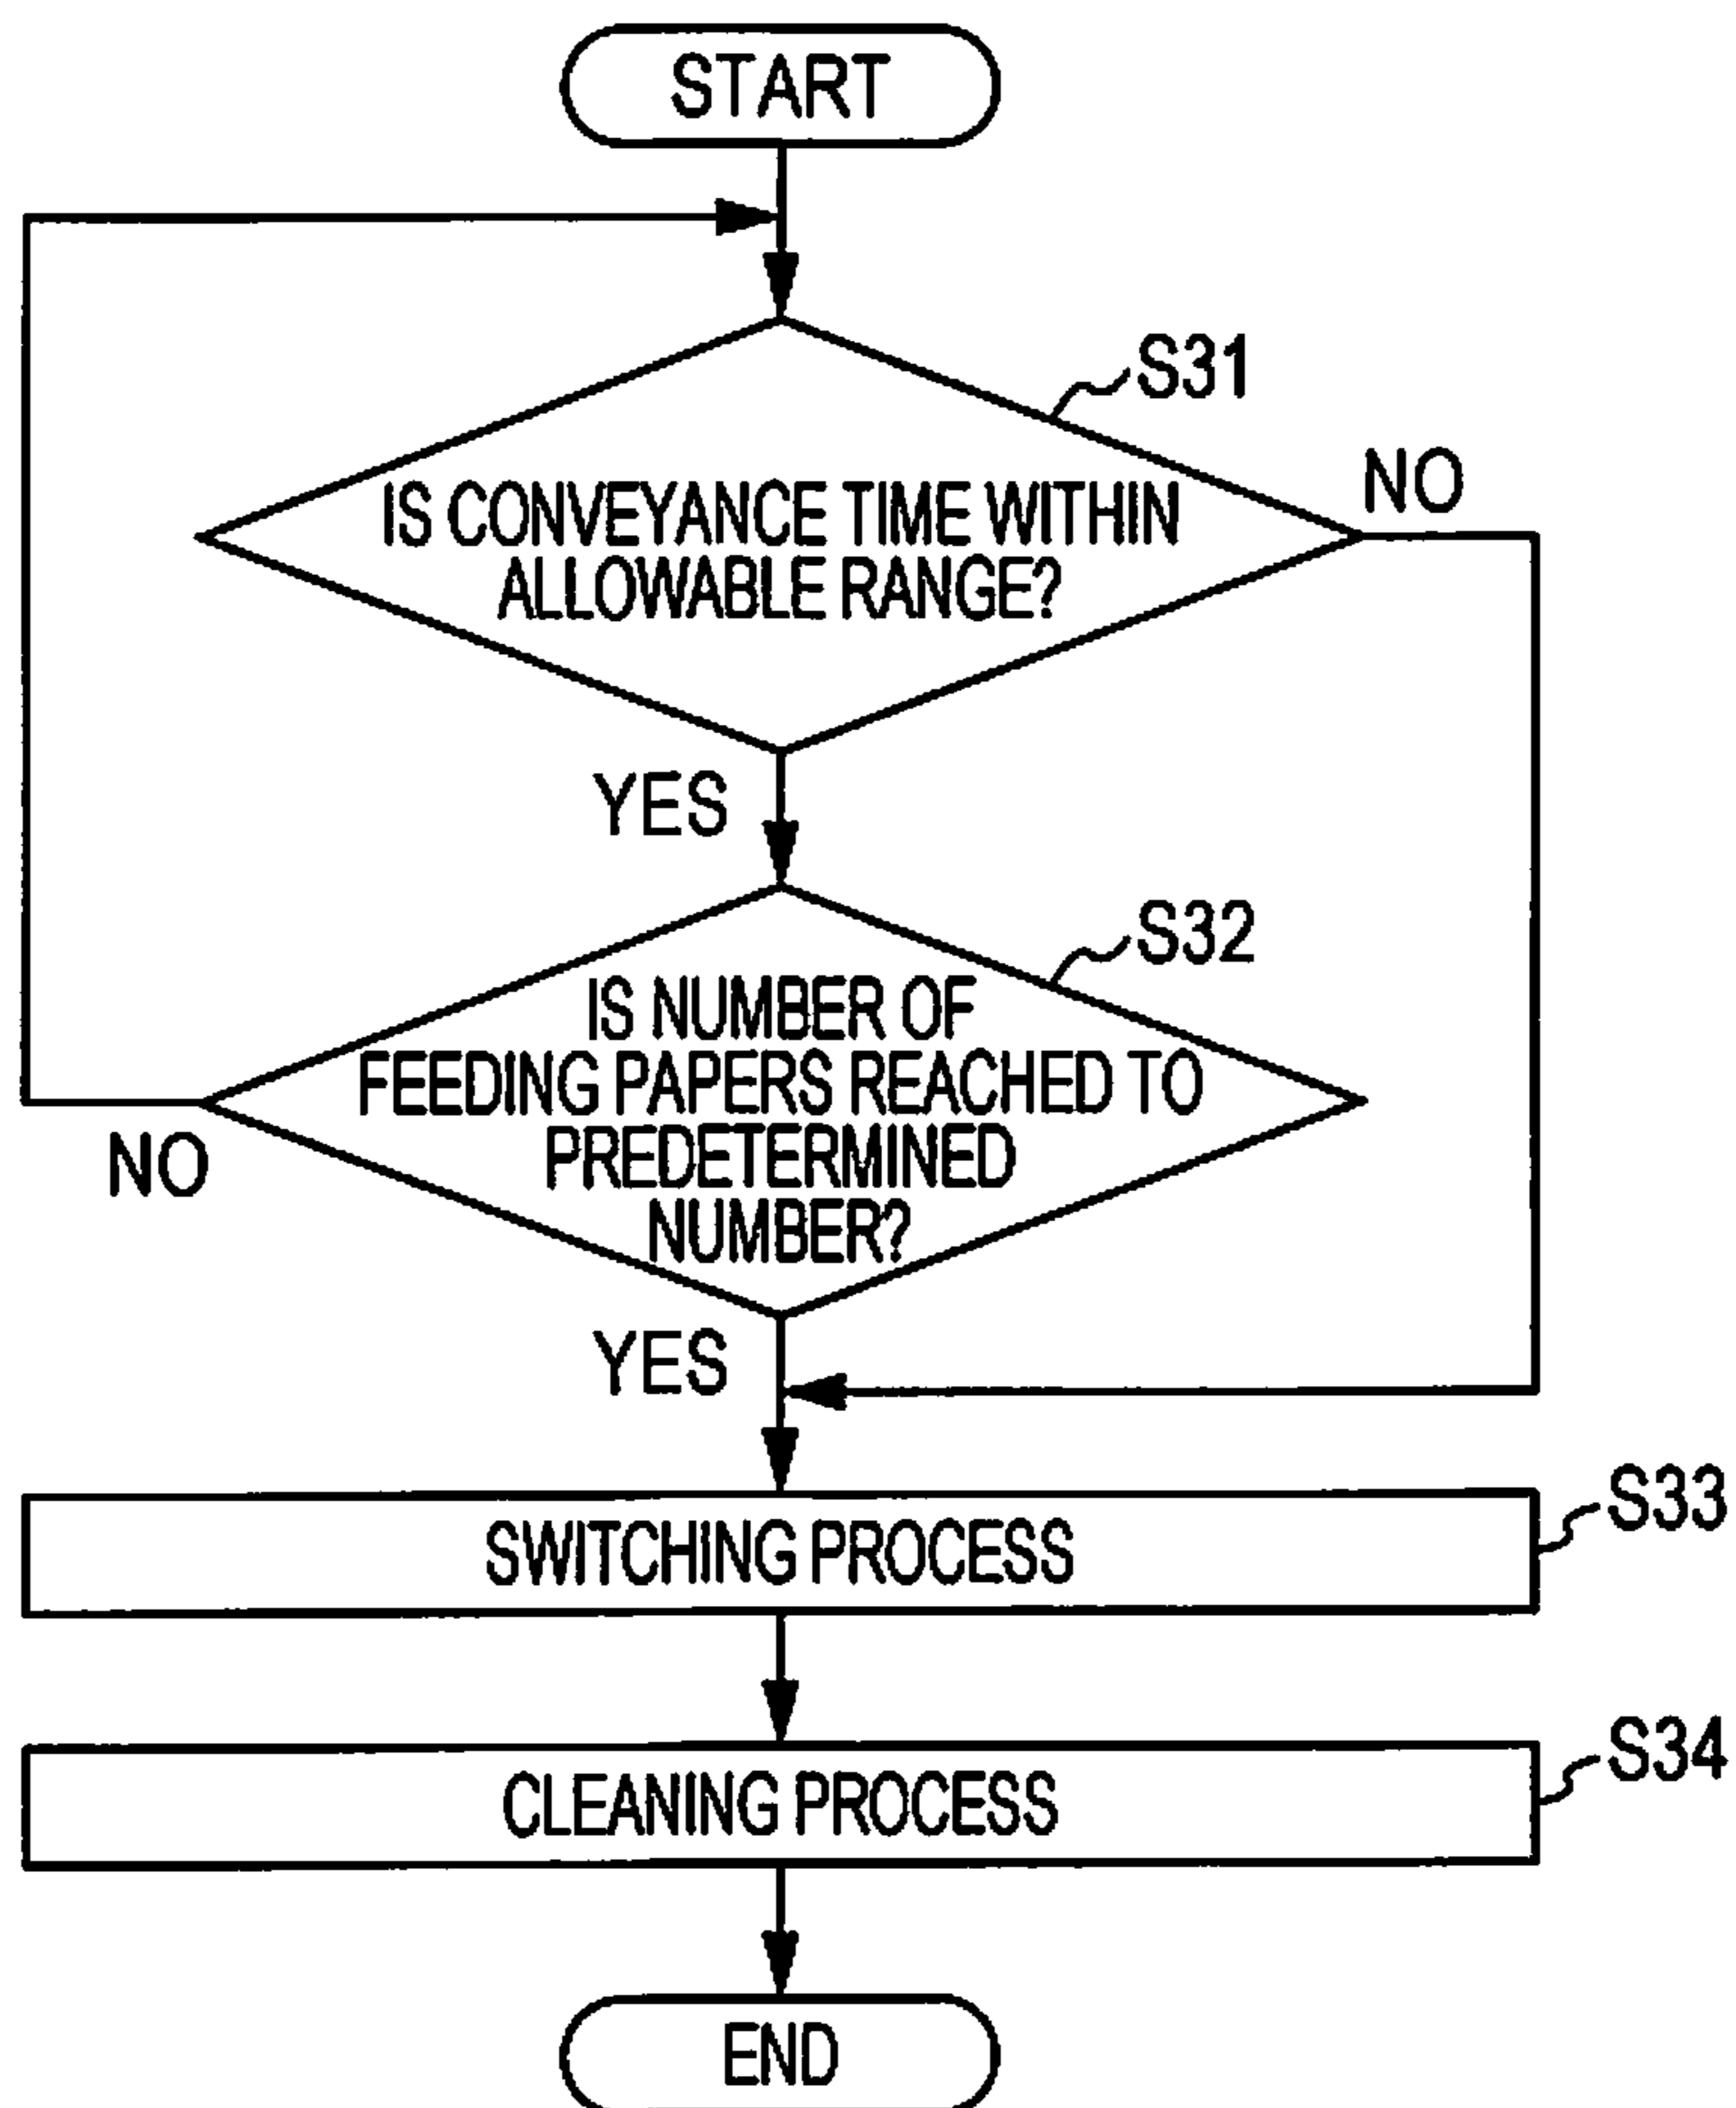 START
S31
NO
IS CONVEYANCE TIME WITHIN
ALLOWABLE RANGE?
YES
S32
IS NUMBER OF
FEEDING PAPERS REACHED TO
PREDETERMINED
NUMBER?
NO
YES
S33
SWITCHING PROCESS
S34
CLEANING PROCESS
END